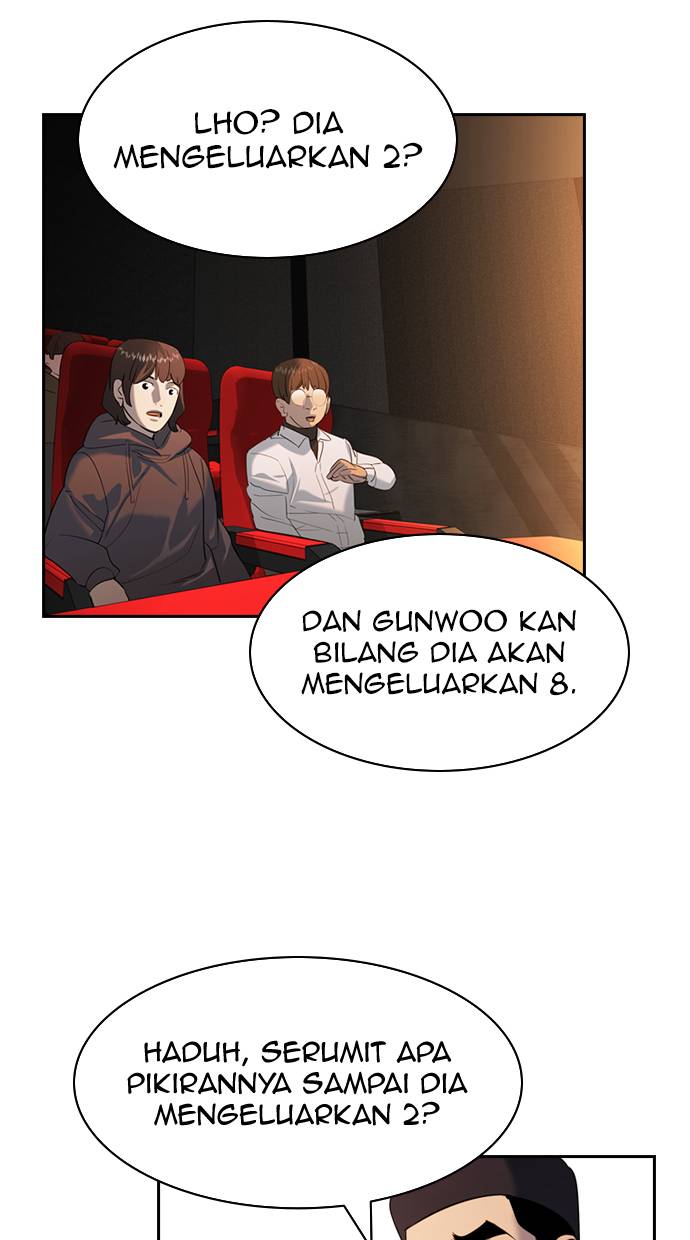 LHO? DIA
MENGELUARKAN 2?
DAN GUNWOO KAN
BILANG DIA AKAN
MENGELUARKAN 8.
HADUH, SERUMIT APA
PIKIRANNYA SAMPAI DIA
MENGELUARKAN 2?